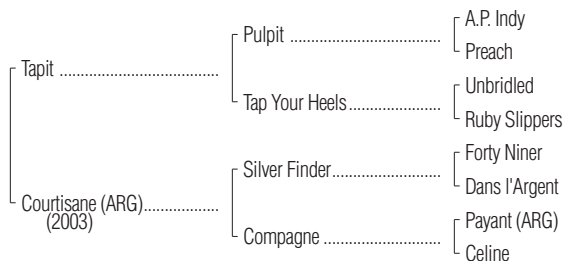 A.P. Indy
Pulpit ..............................
Preach
Tapit ................................
Unbridled
Tap Your Heels..................
Ruby Slippers
Forty Niner
Silver Finder.....................
Dans l'Argent
Courtisane (ARG)...............
(2003)
Payant (ARG)
Compagne .......................
Celine